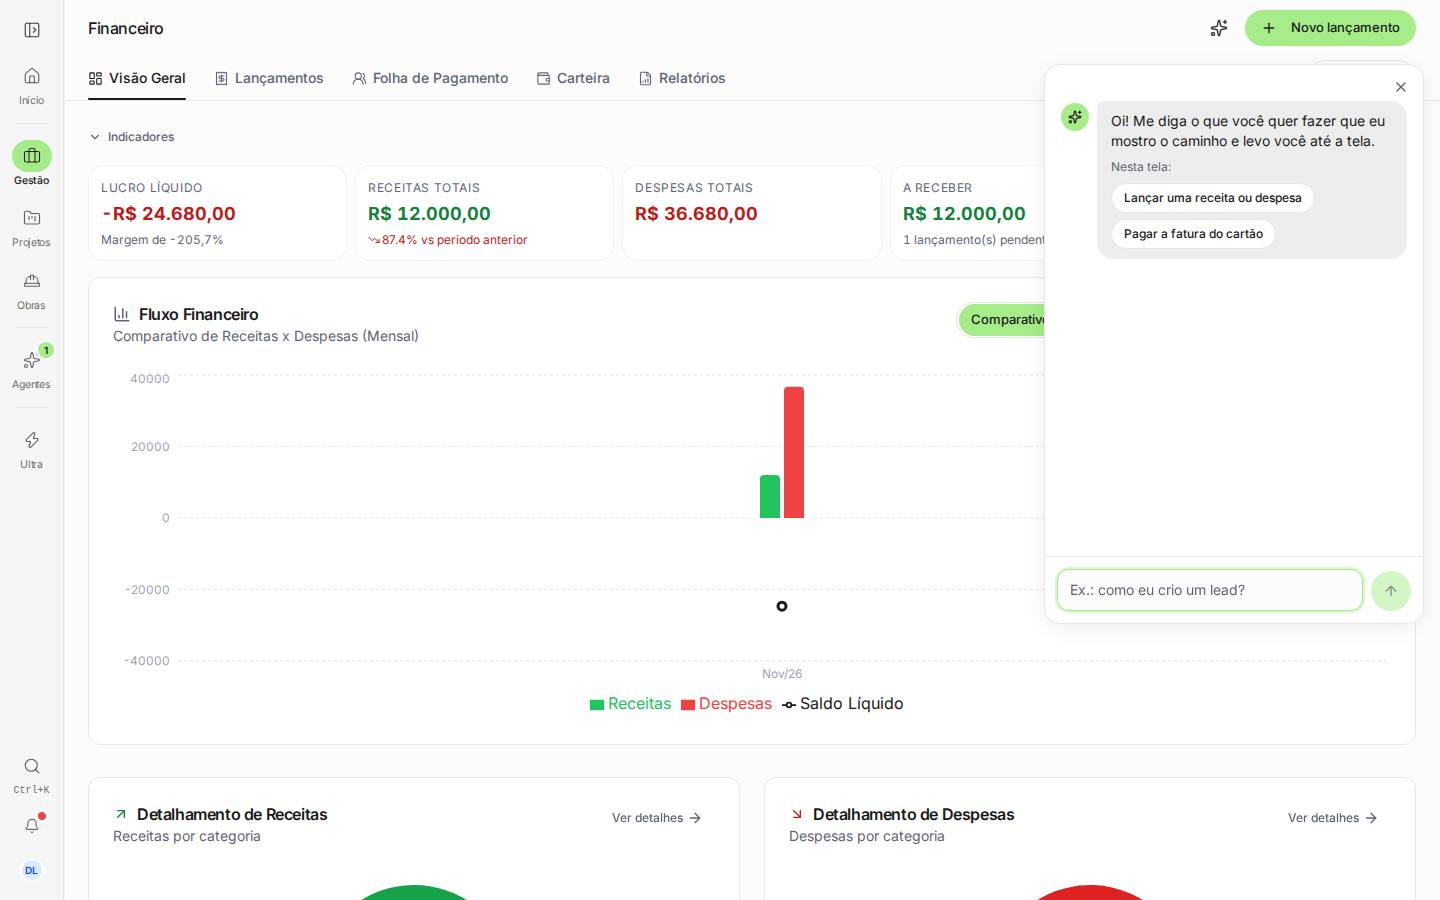 Financeiro
Novo lançamento
Início
Gestão
Projetos
Obras
1
Agentes
Ultra
Ctrl+K
DL
Visão Geral
Lançamentos
Folha de Pagamento
Carteira
Relatórios
Indicadores
LUCRO LÍQUIDO
-R$ 24.680,00
Margem de -205,7%
RECEITAS TOTAIS
R$ 12.000,00
87.4% vs período anterior
DESPESAS TOTAIS
R$ 36.680,00
A RECEBER
R$ 12.000,00
1 lançamento(s) pendent
Fluxo Financeiro
Comparativo de Receitas x Despesas (Mensal)
Comparativo
40000
20000
0
-20000
-40000
Nov/26
Receitas
Despesas
Saldo Líquido
Detalhamento de Receitas
Receitas por categoria
Ver detalhes
Detalhamento de Despesas
Despesas por categoria
Ver detalhes
Oi! Me diga o que você quer fazer que eu
mostro o caminho e levo você até a tela.
Nesta tela:
Lançar uma receita ou despesa
Pagar a fatura do cartão
Ex.: como eu crio um lead?